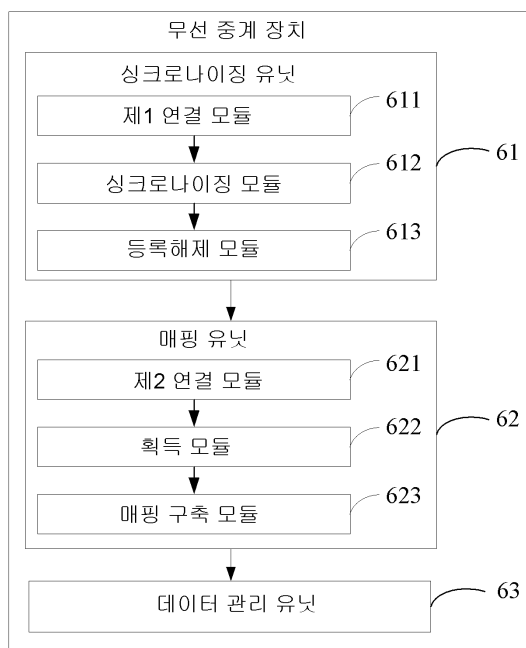 무선 중계 장치
싱크로나이징 유닛
제1 연결 모듈
611
싱크로나이징 모듈
612
61
등록해제 모듈
613
매핑 유닛
제2 연결 모듈
621
획득 모듈
622
62
매핑 구축 모듈
623
데이터 관리 유닛
63